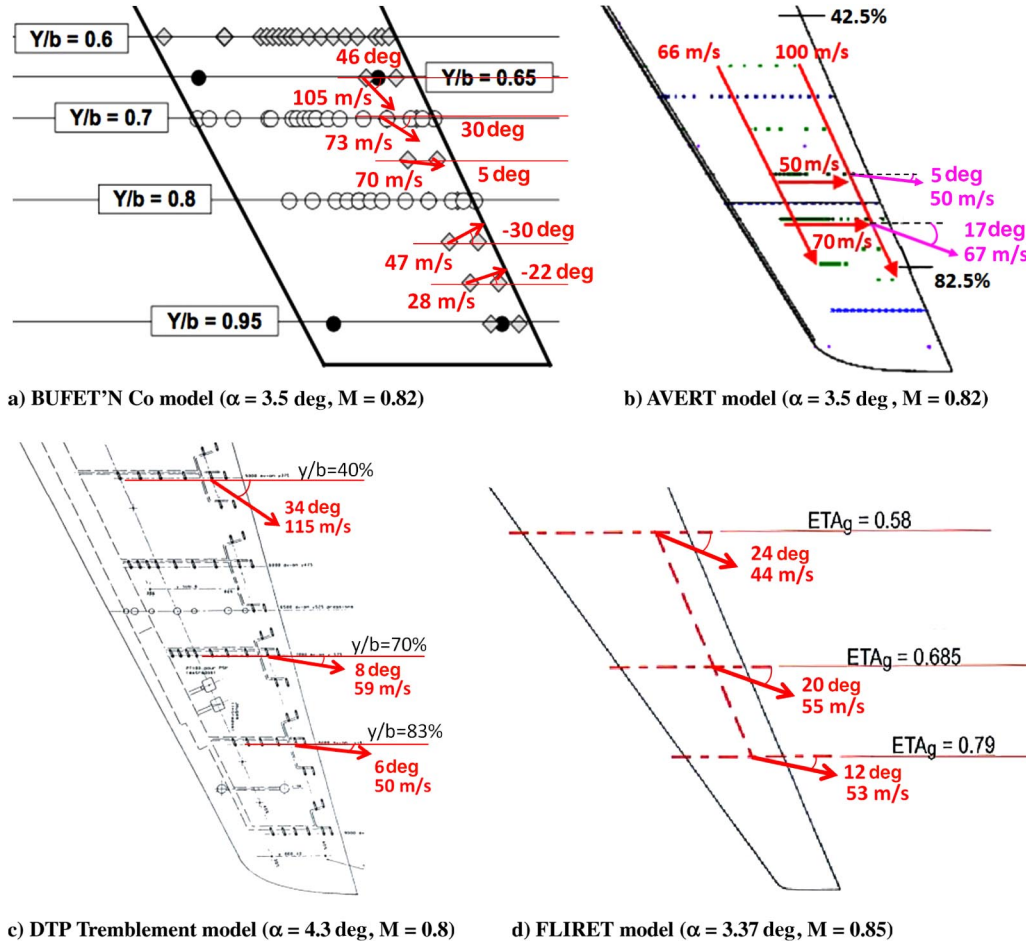 Y/b = 0.6
46 deg
Y/b = 0.65
105 m/s
Y/b = 0.7
30 deg
73 m/s
5 deg
70 m/s
Y/b = 0.8
-30 deg
47 m/s
-22 deg
28 m/s
Y/b = 0.95
a) BUFET'N Co model (α = 3.5 deg, M = 0.82)
42.5%
66 m/s
100 m/s
50 m/s
5 deg
50 m/s
17 deg
70 m/s
67 m/s
82.5%
b) AVERT model (α = 3.5 deg, M = 0.82)
y/b=40%
34 deg
115 m/s
y/b=70%
8 deg
59 m/s
y/b=83%
6 deg
50 m/s
c) DTP Tremblement model (α = 4.3 deg, M = 0.8)
ETAg = 0.58
24 deg
44 m/s
ETAg = 0.685
20 deg
55 m/s
ETAg = 0.79
12 deg
53 m/s
d) FLIRET model (α = 3.37 deg, M = 0.85)